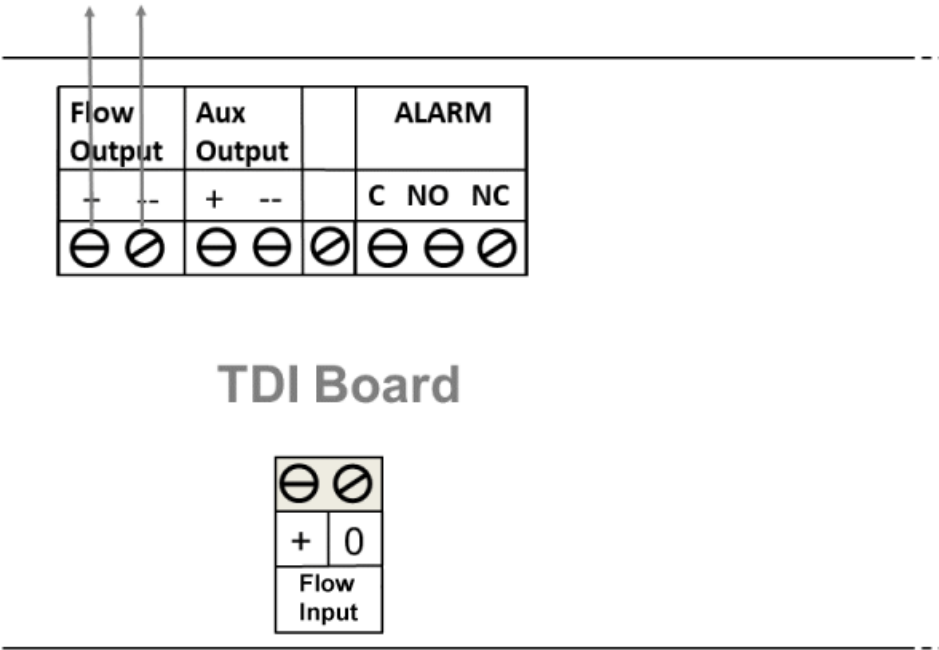 Flow Aux ALARM
Output Output
+ -- + -- C NO NC
TDI Board
+ 0
Flow
Input